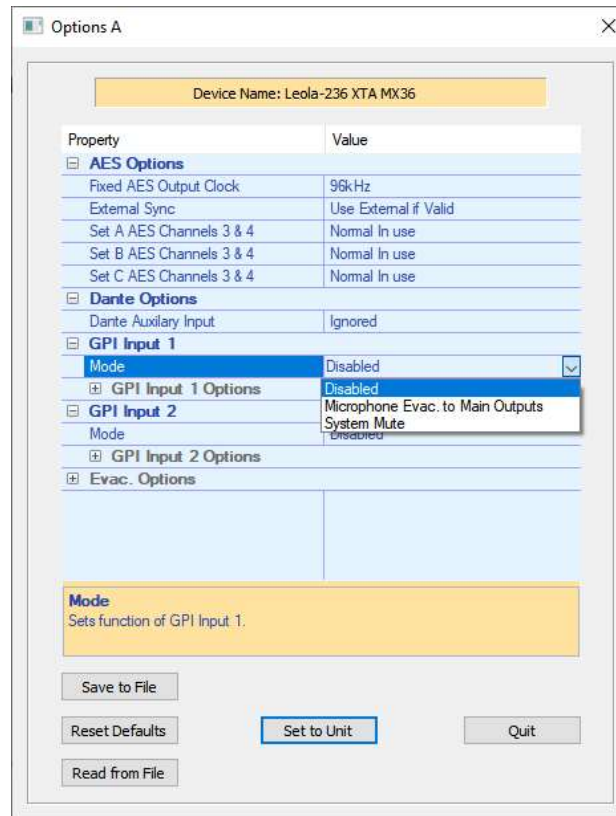 Options A
Device Name: Leola-236 XTA MX36
Property Value
AES Options
Fixed AES Output Clock 96kHz
External Sync Use External if Valid
Set A AES Channels 3 & 4 Normal In use
Set B AES Channels 3 & 4 Normal In use
Set C AES Channels 3 & 4 Normal In use
Dante Options
Dante Auxilary Input Ignored
GPI Input 1
Mode Disabled
GPI Input 1 Options Disabled
GPI Input 2 Microphone Evac. to Main Outputs
System Mute
Mode Disabled
GPI Input 2 Options
Evac. Options
Mode
Sets function of GPI Input 1.
Save to File
Reset Defaults Set to Unit Quit
Read from File